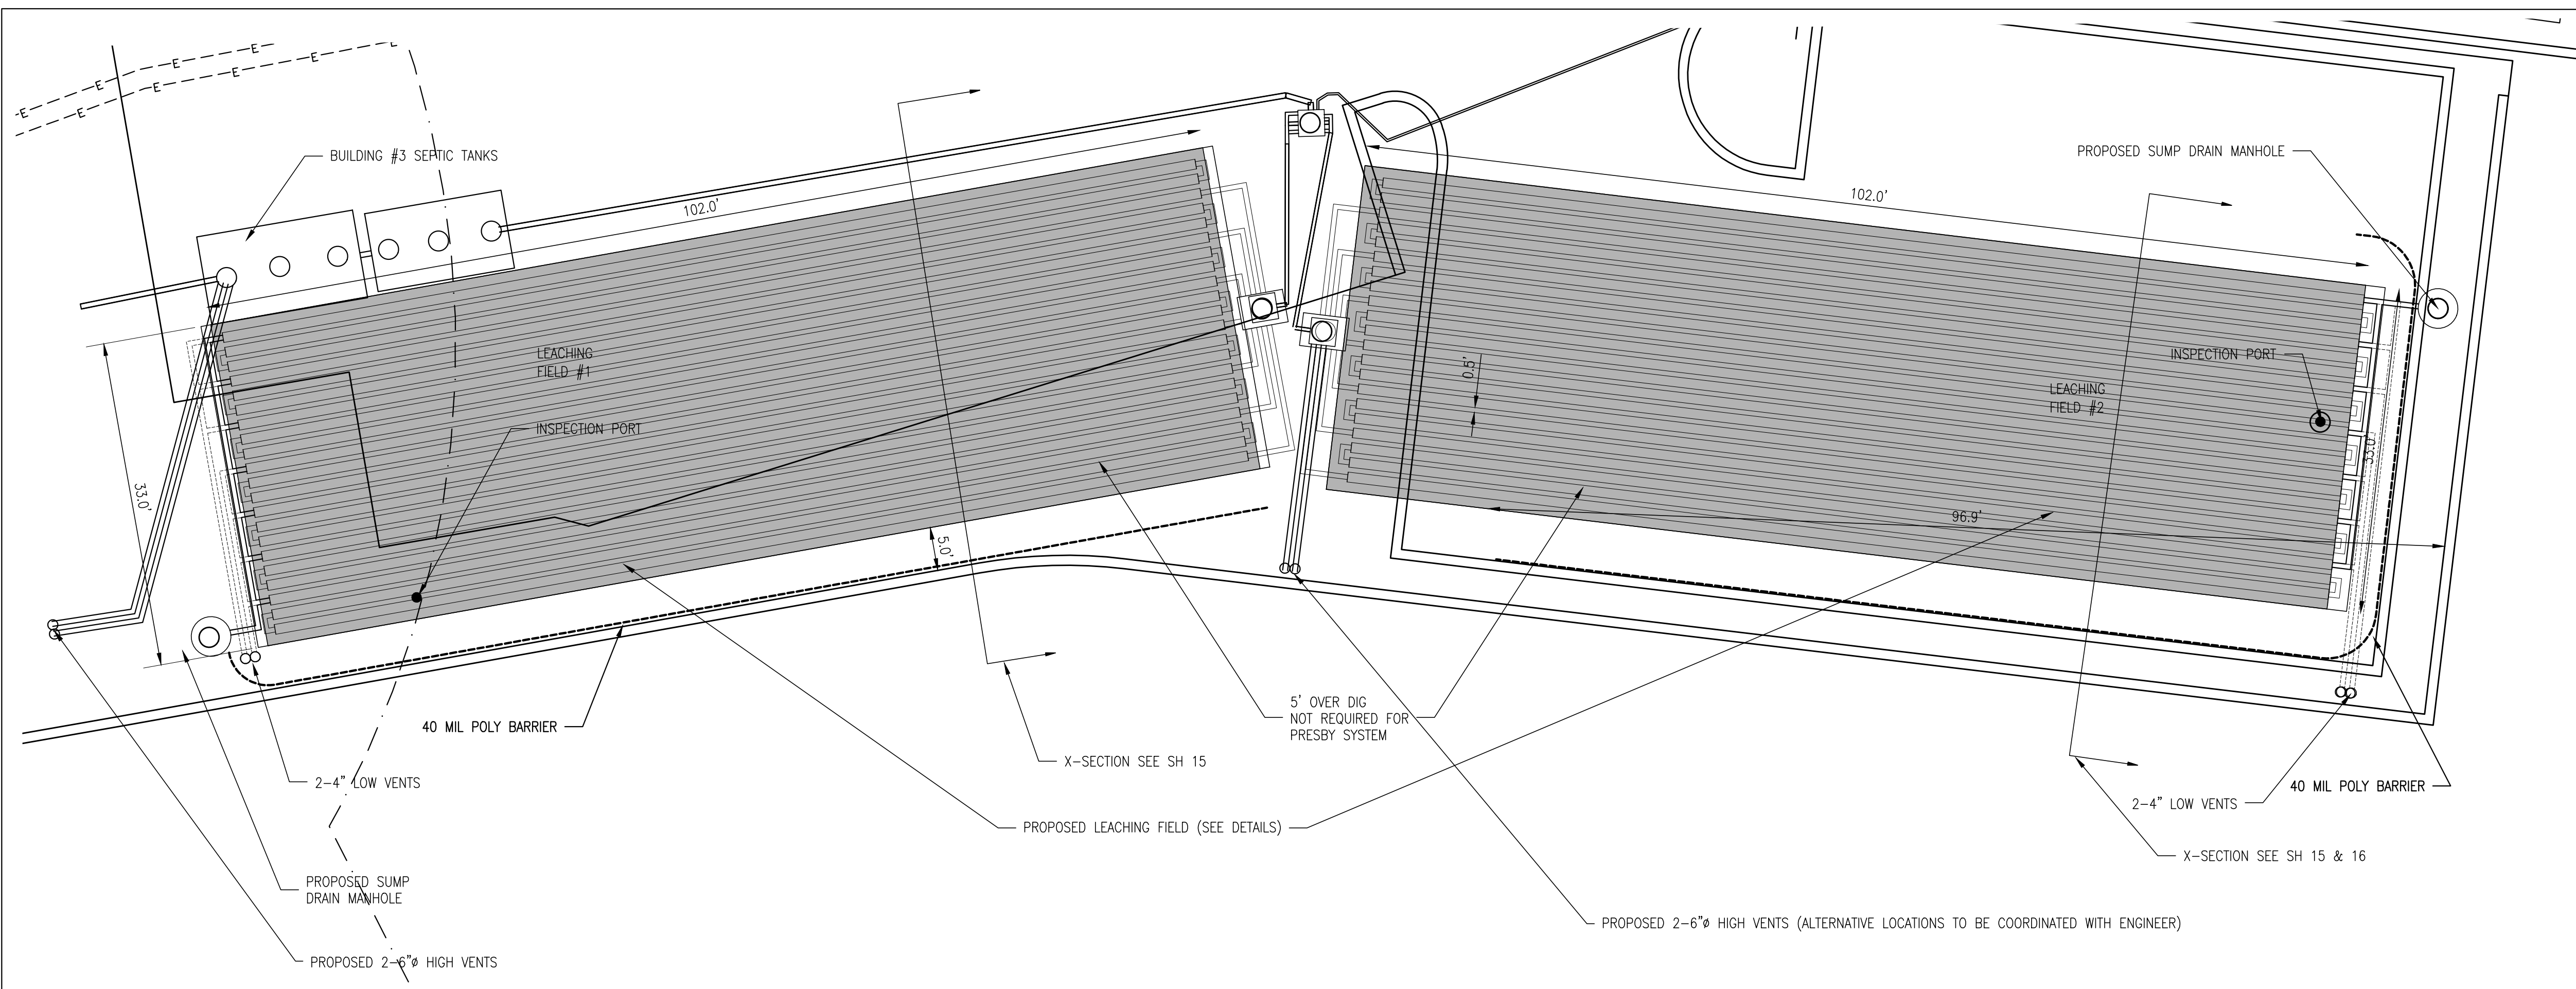 E
E
E
E
E
E
E
E
BUILDING #3 SEPTIC TANKS
102.0'
LEACHING
FIELD #1
INSPECTION PORT
33.0'
5.0'
40 MIL POLY BARRIER
2-4" LOW VENTS
PROPOSED SUMP
DRAIN MANHOLE
PROPOSED 2-6"ø HIGH VENTS
X-SECTION SEE SH 15
5' OVER DIG
NOT REQUIRED FOR
PRESBY SYSTEM
PROPOSED LEACHING FIELD (SEE DETAILS)
PROPOSED SUMP DRAIN MANHOLE
102.0'
INSPECTION PORT
LEACHING
FIELD #2
0.5'
33.0'
96.9'
40 MIL POLY BARRIER
2-4" LOW VENTS
X-SECTION SEE SH 15 & 16
PROPOSED 2-6"ø HIGH VENTS (ALTERNATIVE LOCATIONS TO BE COORDINATED WITH ENGINEER)